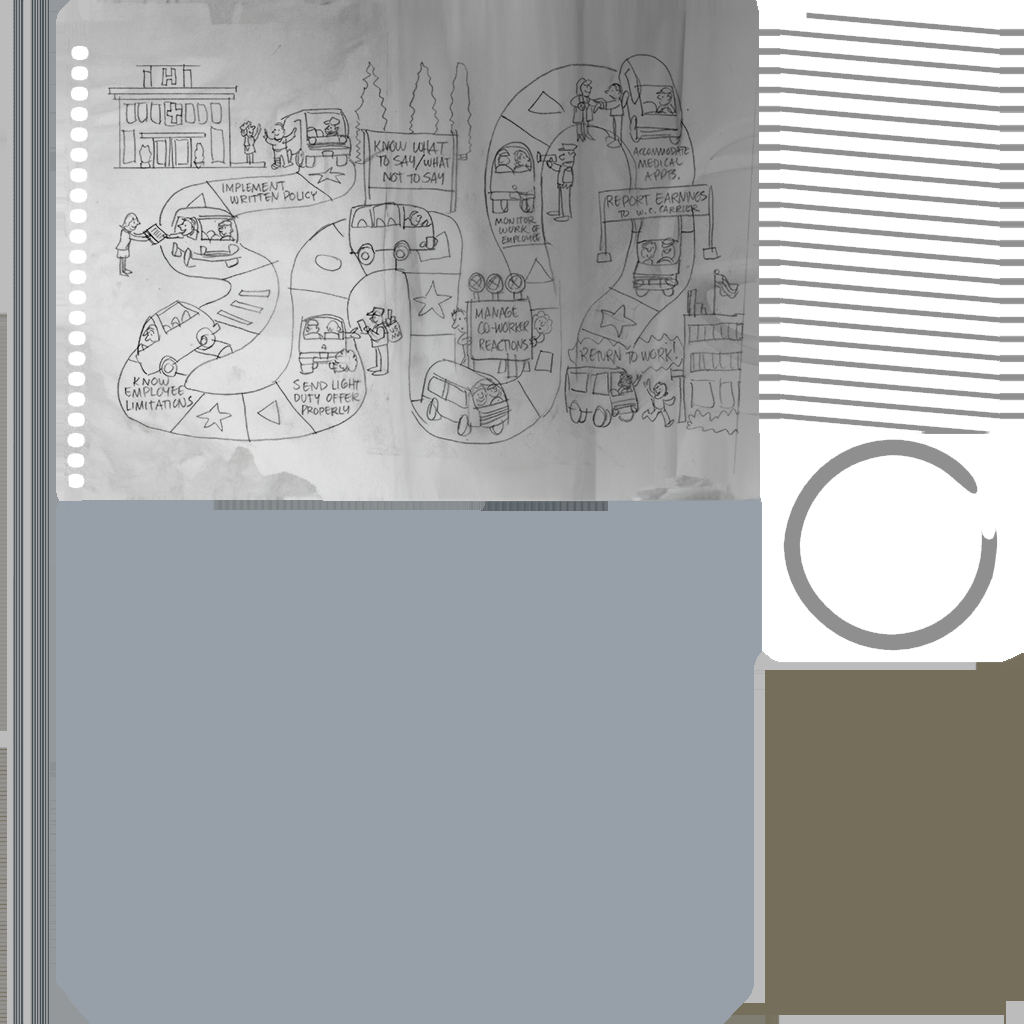 H
IMPLEMENT
WRITTEN POLICY
KNOW WHAT
TO SAY/WHAT
NOT TO SAY
KNOW
EMPLOYEE
LIMITATIONS
SEND LIGHT
DUTY OFFER
PROPERLY
MANAGE
CO-WORKER
REACTIONS
MONITOR
WORK OF
EMPLOYEE
ACCOMMODATE
MEDICAL
APPTS.
REPORT EARNINGS
TO W.C. CARRIER
RETURN TO WORK